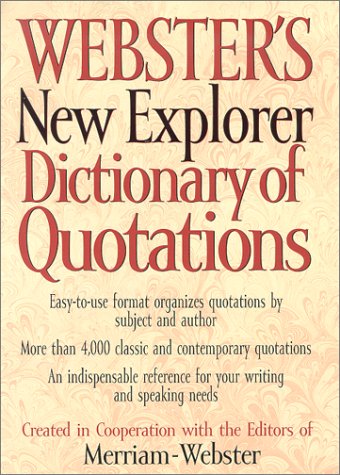 WEBSTER'S
New Explorer
Dictionary of
Quotations
Easy-to-use format organizes quotations by
subject and author
More than 4,000 classic and contemporary quotations
An indispensable reference for your writing
and speaking needs
Created in Cooperation with the Editors of
Merriam-Webster